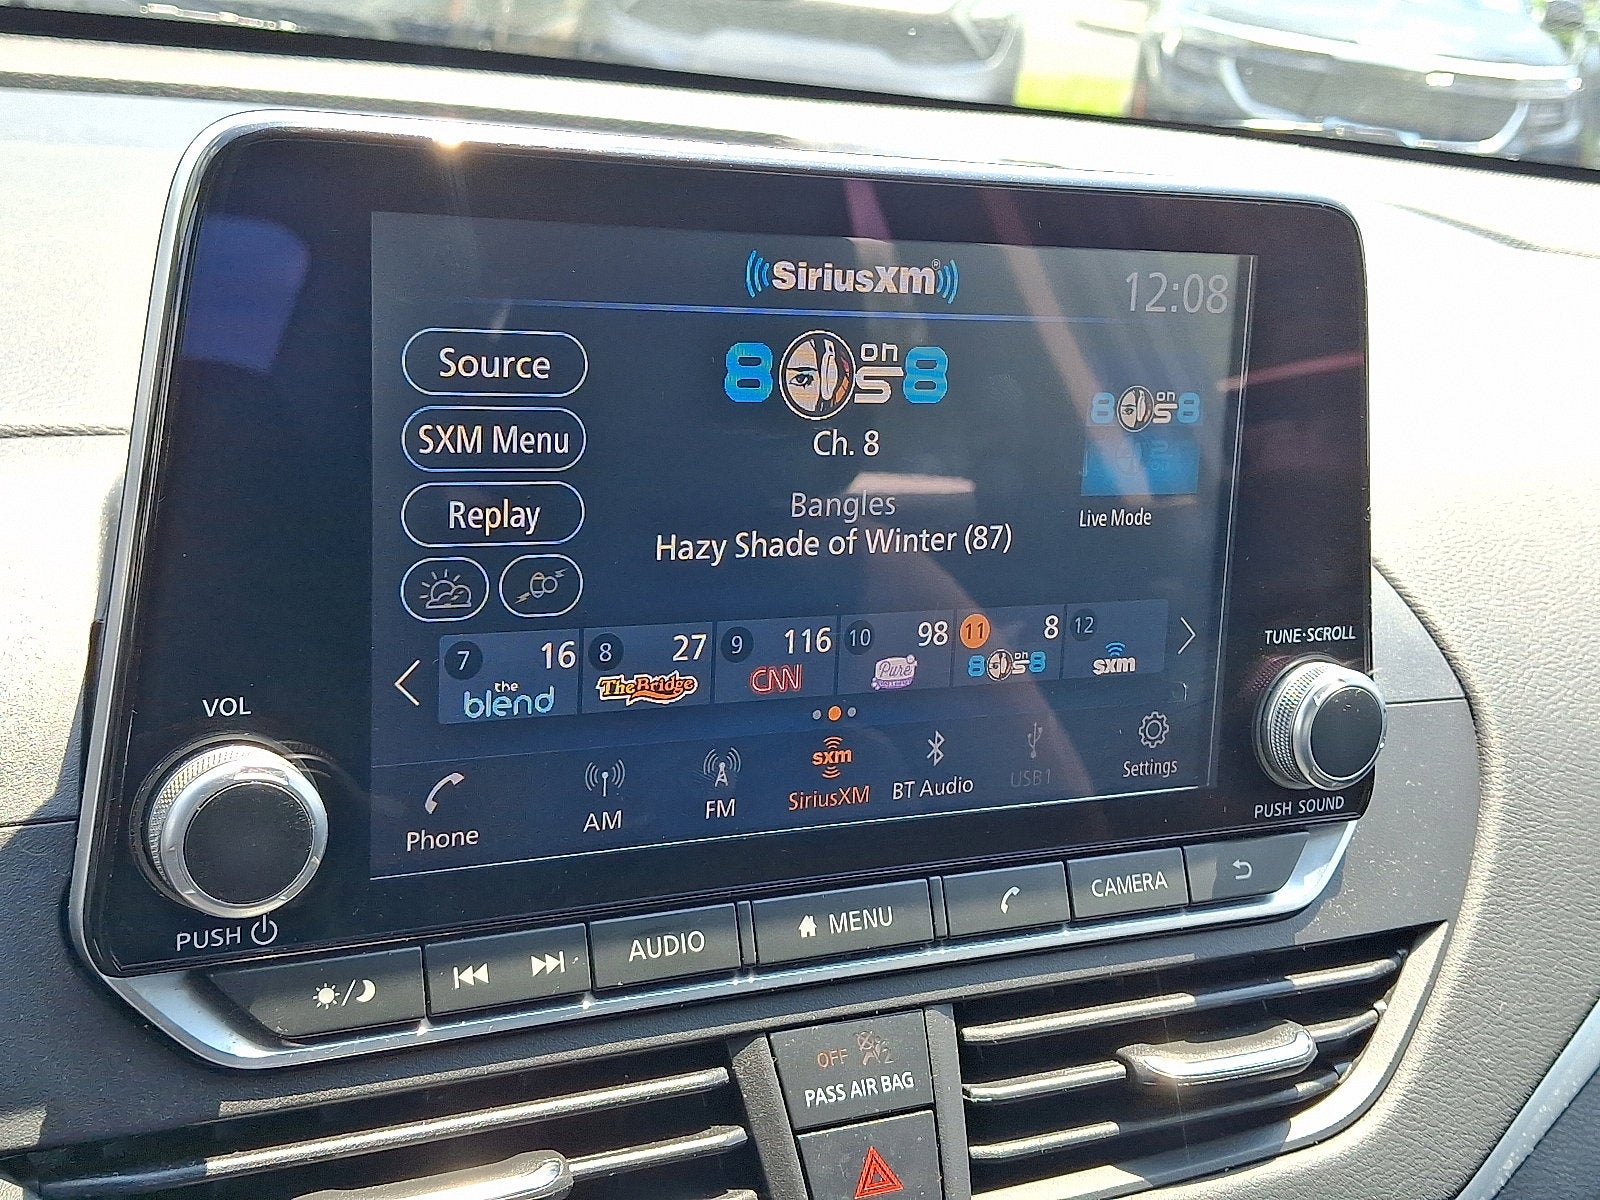 SiriusXM
12:08
Source
80s on 8
80s on 8
SXM Menu
Ch. 8
Bangles
Replay
Hazy Shade of Winter (87)
Live Mode
7 16 8 27 9 116 10 98 11 8 12
the blend The Bridge CNN Pure 80s on 8 sxm
TUNE·SCROLL
VOL
sxm
Phone AM FM SiriusXM BT Audio USB1 Settings
PUSH SOUND
PUSH
AUDIO MENU CAMERA
OFF 2
PASS AIR BAG